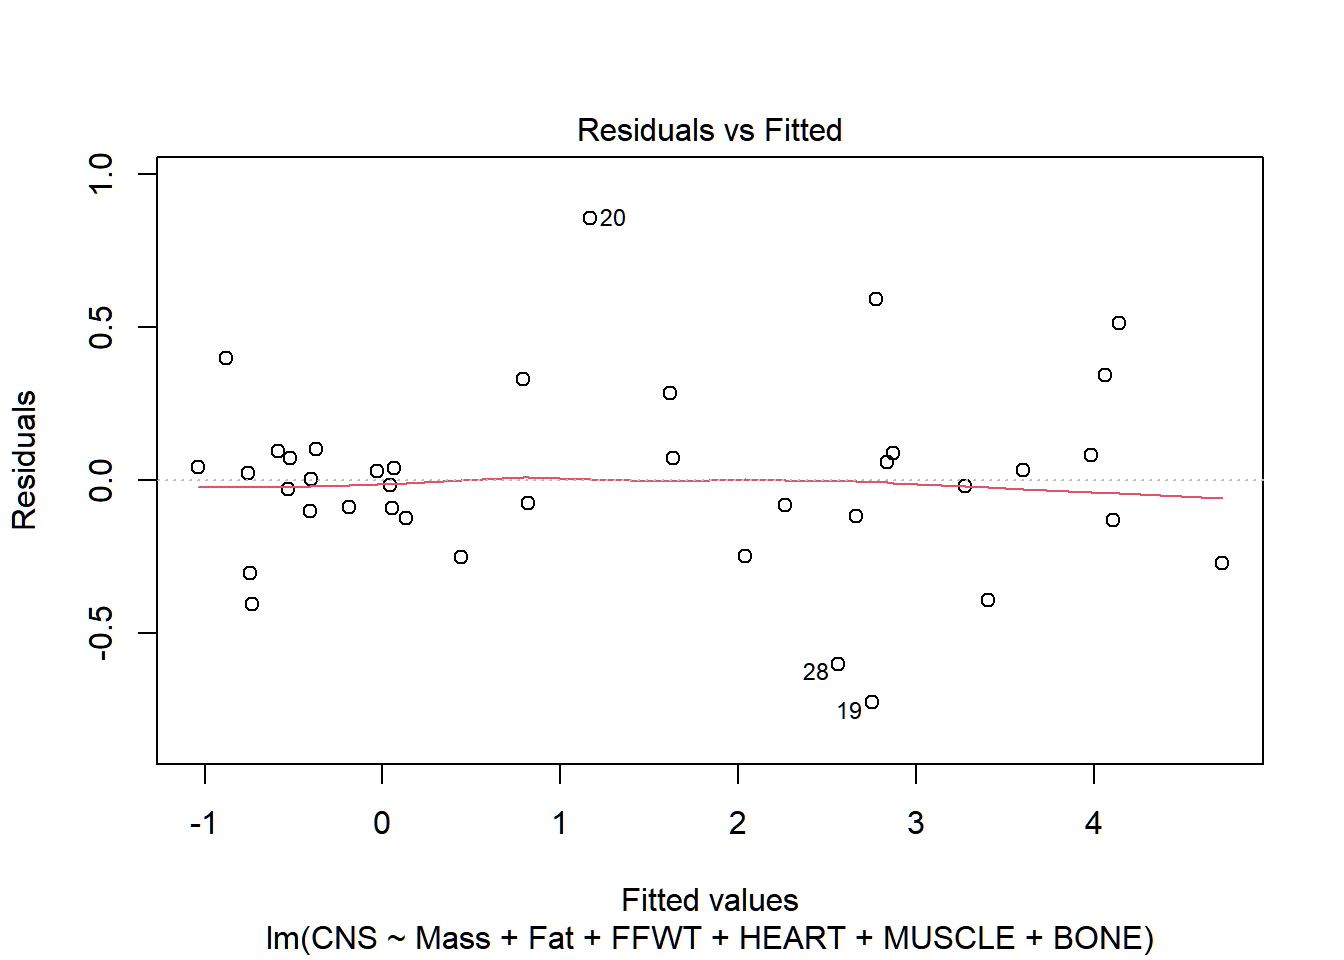 Residuals vs Fitted
1.0
0.5
0.0
-0.5
Residuals
20
28
19
-1 0 1 2 3 4
Fitted values
lm(CNS ~ Mass + Fat + FFWT + HEART + MUSCLE + BONE)